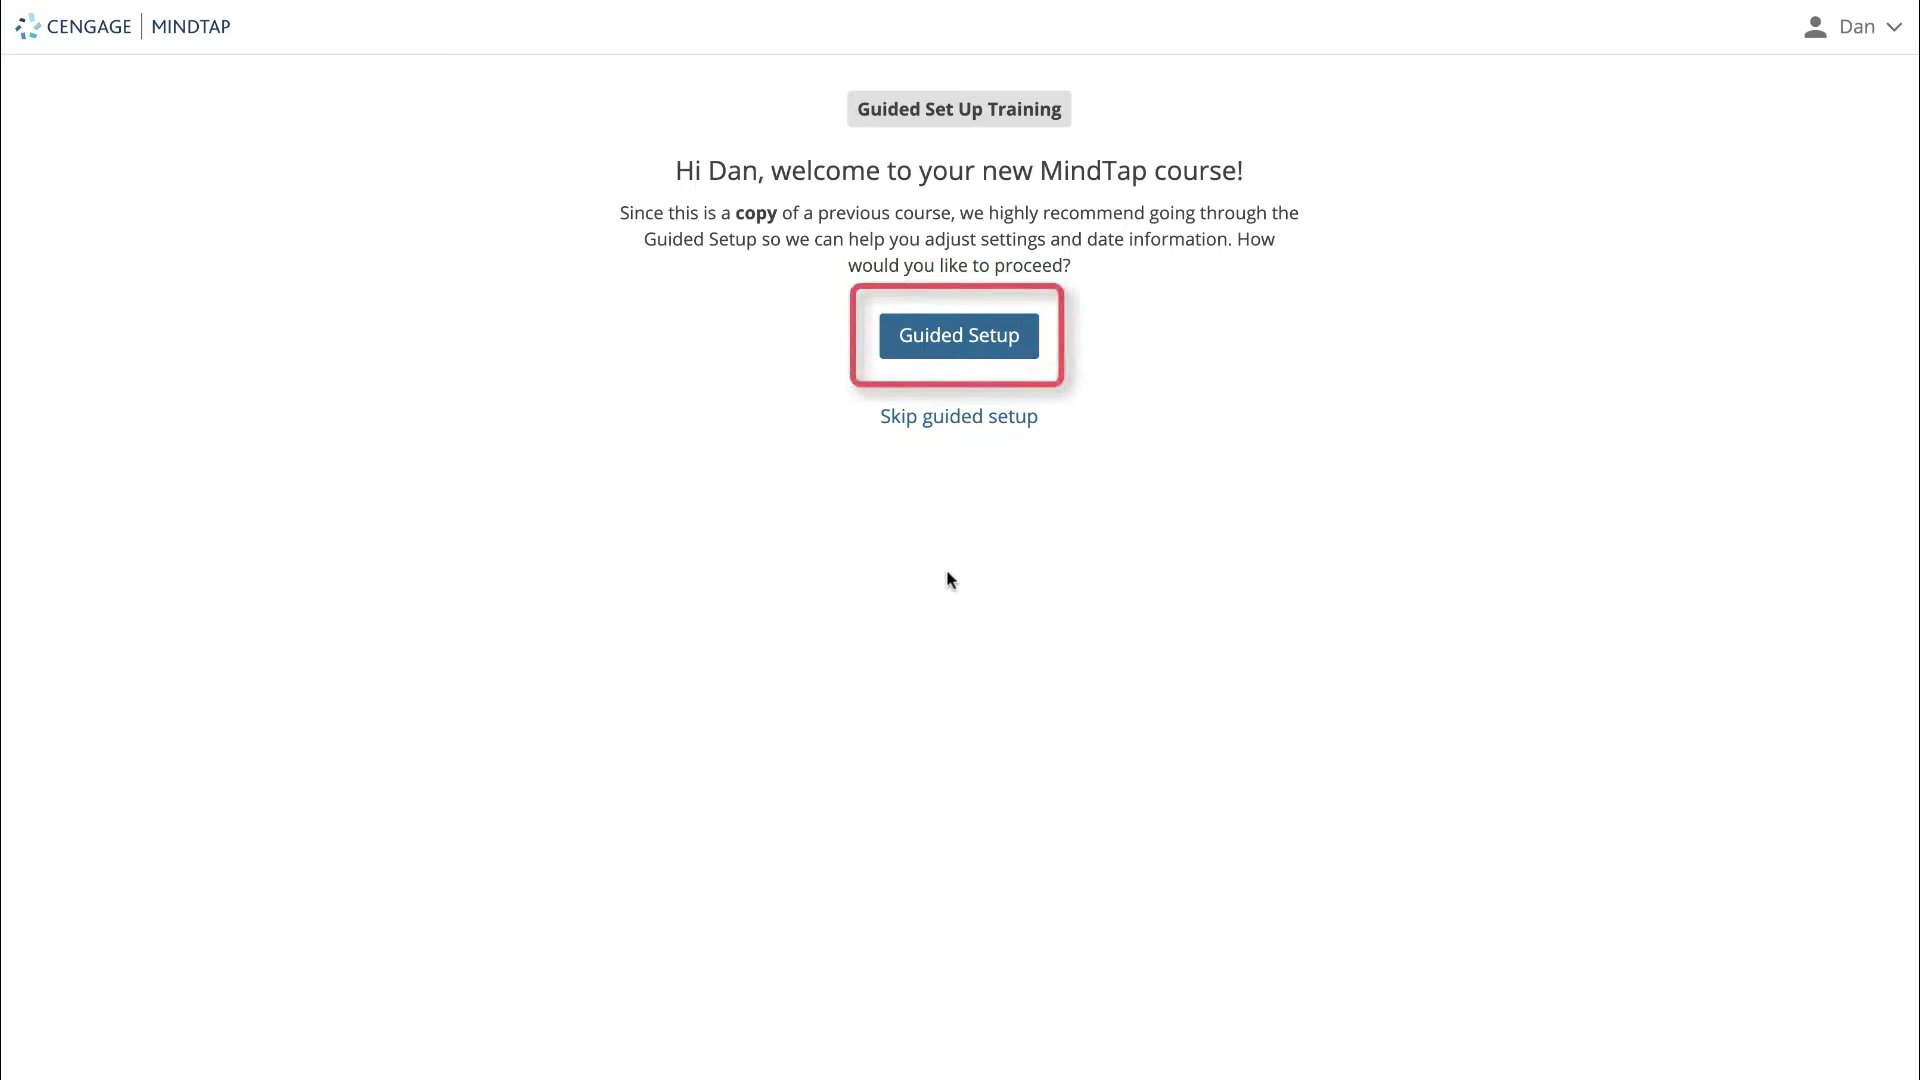 CENGAGE | MINDTAP
Dan
Guided Set Up Training
Hi Dan, welcome to your new MindTap course!
Since this is a copy of a previous course, we highly recommend going through the
Guided Setup so we can help you adjust settings and date information. How
would you like to proceed?
Guided Setup
Skip guided setup